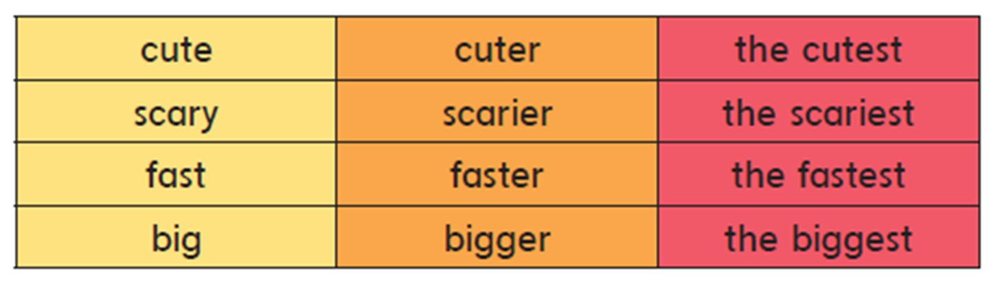 cute cuter the cutest
scary scarier the scariest
fast faster the fastest
big bigger the biggest